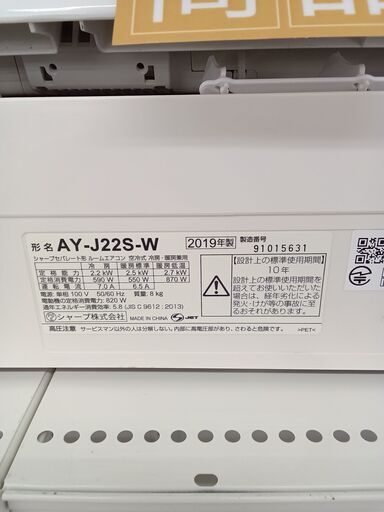 商品
形名 AY-J22S-W 2019年製 製造番号 91015631
シャープセパレート形 ルームエアコン 空冷式 冷房・暖房兼用
冷房 暖房標準 暖房低温
定格能力 2.2 kW 2.5 kW 2.7 kW
定格消費電力 590 W 550 W 870 W
運転電流 7.0 A 6.5 A
電源: 単相 100 V 50/60 Hz 質量: 8 kg
電動機の定格消費電力: 820 W
通年エネルギー消費効率: 5.8 (JIS C 9612 : 2013)
【設計上の標準使用期間】
10年
設計上の標準使用期間を
超えてお使いいただいた
場合は、経年劣化による
発火・けが等の事故に至
るおそれがあります。
高圧注意 サービスマン以外の人は分解しない。内部に高電圧部があり、さわると危険です。
>PET<
シャープ株式会社 MADE IN CHINA JET